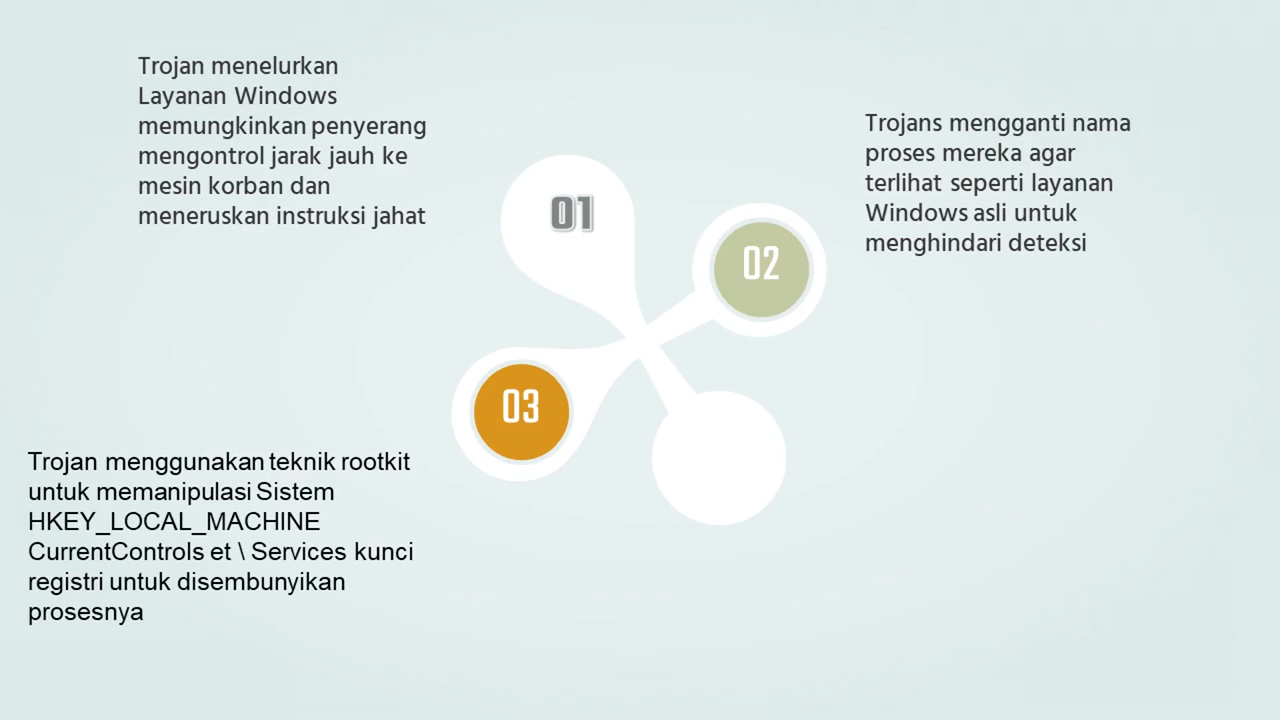 Trojan menelurkan
Layanan Windows
memungkinkan penyerang
mengontrol jarak jauh ke
mesin korban dan
meneruskan instruksi jahat
01
Trojans mengganti nama
proses mereka agar
terlihat seperti layanan
Windows asli untuk
menghindari deteksi
02
03
Trojan menggunakan teknik rootkit
untuk memanipulasi Sistem
HKEY_LOCAL_MACHINE
CurrentControls et \ Services kunci
registri untuk disembunyikan
prosesnya